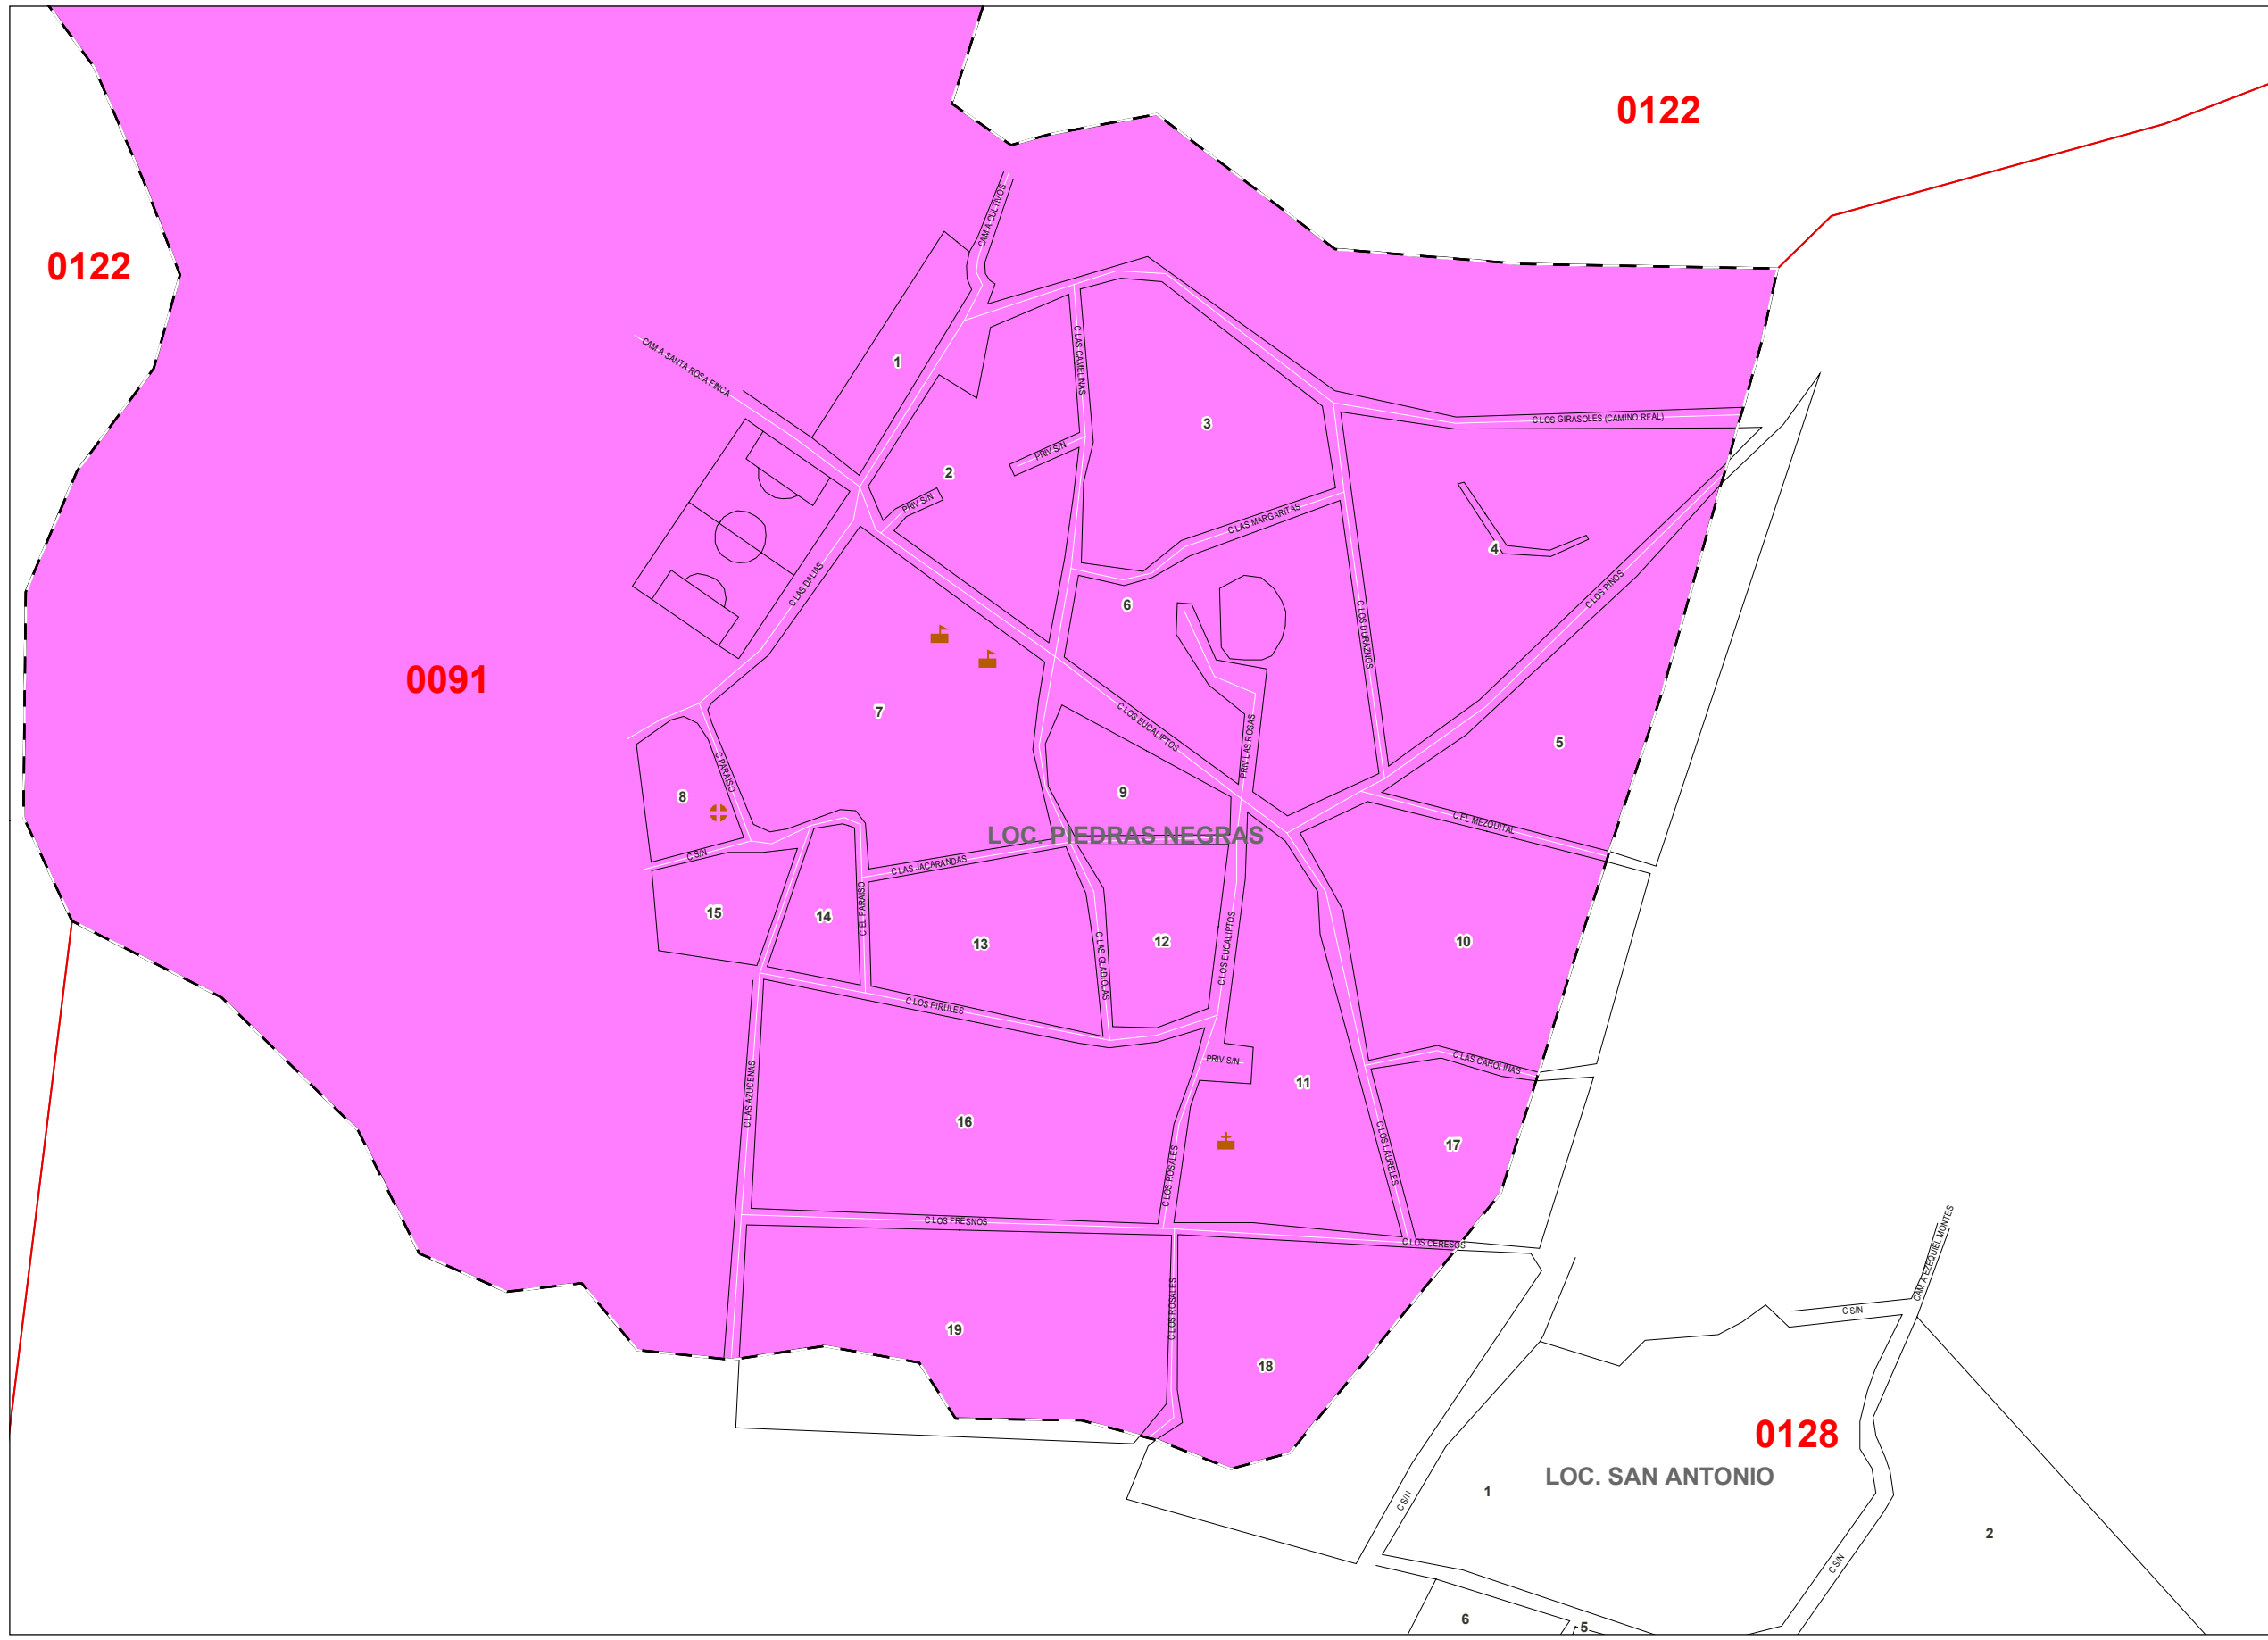 0122
0122
CAM A CULTIVOS
1
CAM A SANTA ROSA FINCA
C LAS CAMELINAS
3
C LOS GIRASOLES (CAMINO REAL)
PRIV S/N
2
PRIV S/N
C LAS MARGARITAS
4
C LAS DALIAS
C LOS PINOS
6
C LOS DURAZNOS
0091
7
C LOS EUCALIPTOS
PRIV LAS ROSAS
5
C PARAISO
8
9
C EL MEZQUITAL
LOC. PIEDRAS NEGRAS
C S/N
C LAS JACARANDAS
15
14
C EL PARAISO
13
12
10
C LAS GLADIOLAS
C LOS EUCALIPTOS
C LOS PIRULES
PRIV S/N
C LAS CAROLINAS
11
C LAS AZUCENAS
16
17
C LOS ROSALES
C LOS LAURELES
C LOS FRESNOS
C LOS CERESOS
CAM A EZEQUIEL MONTES
C LOS ROSALES
C S/N
19
18
0128
LOC. SAN ANTONIO
1
C S/N
2
C S/N
6
5